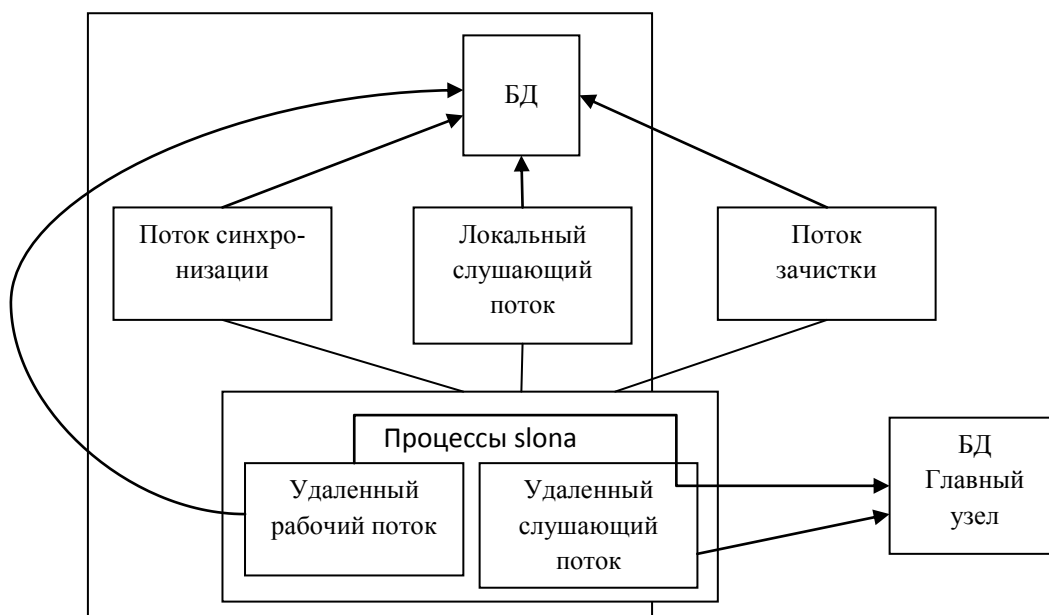 БД
Поток синхро-
низации
Локальный
слушающий
поток
Поток
зачистки
Процессы slona
Удаленный
рабочий поток
Удаленный
слушающий
поток
БД
Главный
узел